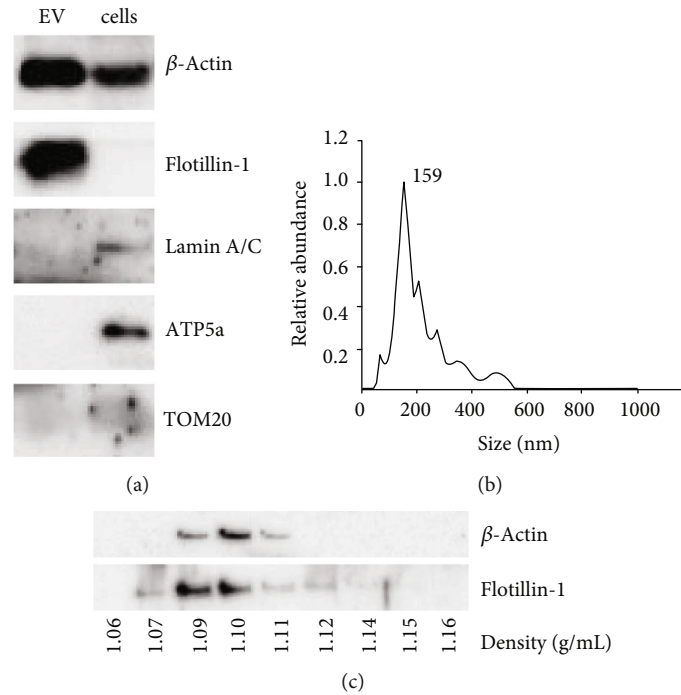 EV cells
β-Actin
Flotillin-1
Lamin A/C
ATP5a
TOM20
(a)
Relative abundance
1.2
1.0
0.8
0.6
0.4
0.2
159
0 200 400 600 800 1000
Size (nm)
(b)
β-Actin
Flotillin-1
1.06 1.07 1.09 1.10 1.11 1.12 1.14 1.15 1.16 Density (g/mL)
(c)